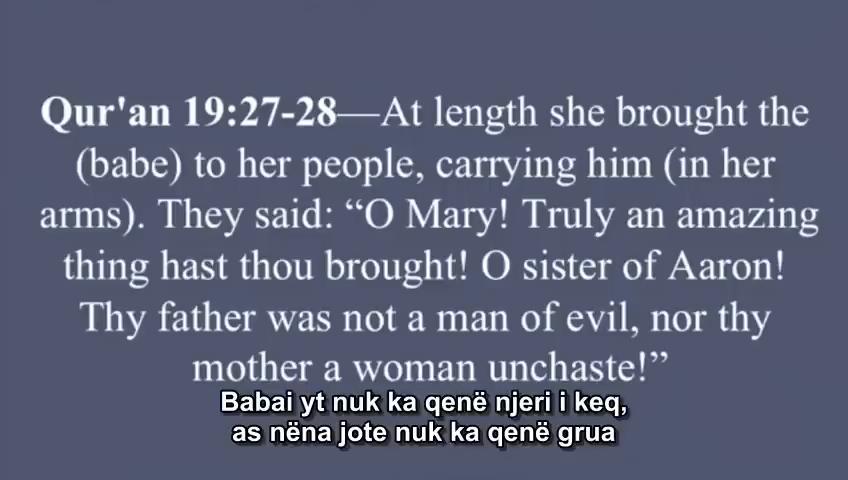 Qur'an 19:27-28—At length she brought the
(babe) to her people, carrying him (in her
arms). They said: “O Mary! Truly an amazing
thing hast thou brought! O sister of Aaron!
Thy father was not a man of evil, nor thy
mother a woman unchaste!”
Babai yt nuk ka qenë njeri i keq,
as nëna jote nuk ka qenë grua